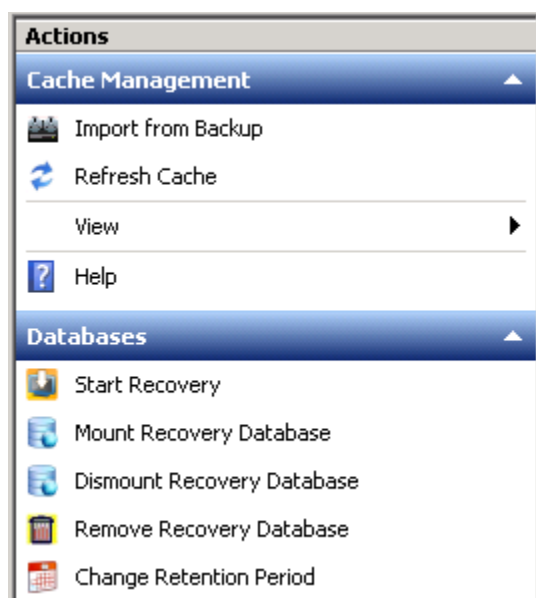 Actions
Cache Management
Import from Backup
Refresh Cache
View
Help
Databases
Start Recovery
Mount Recovery Database
Dismount Recovery Database
Remove Recovery Database
Change Retention Period